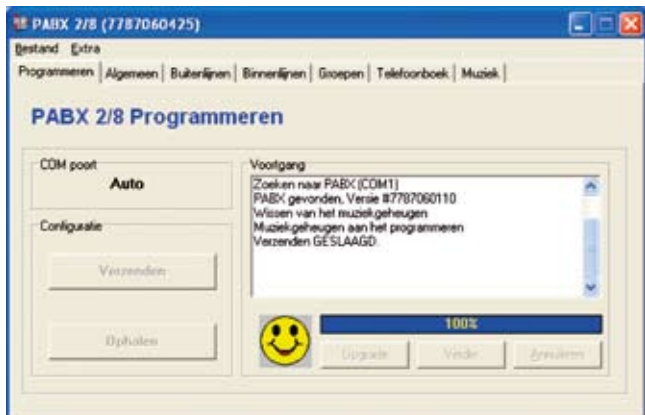 PABX 2/8 (7787060425)
Bestand Extra
Programmeren Algemeen Buitenlijnen Binnenlijnen Groepen Telefoonboek Muziek
PABX 2/8 Programmeren
COM poort
Auto
Configuratie
Verzenden
Ophalen
Voortgang
Zoeken naar PABX (COM1)
PABX gevonden, Versie #7787060110
Wissen van het muziekgeheugen
Muziekgeheugen aan het programmeren
Verzenden GESLAAGD.
100%
Upgrade Verder Annuleren